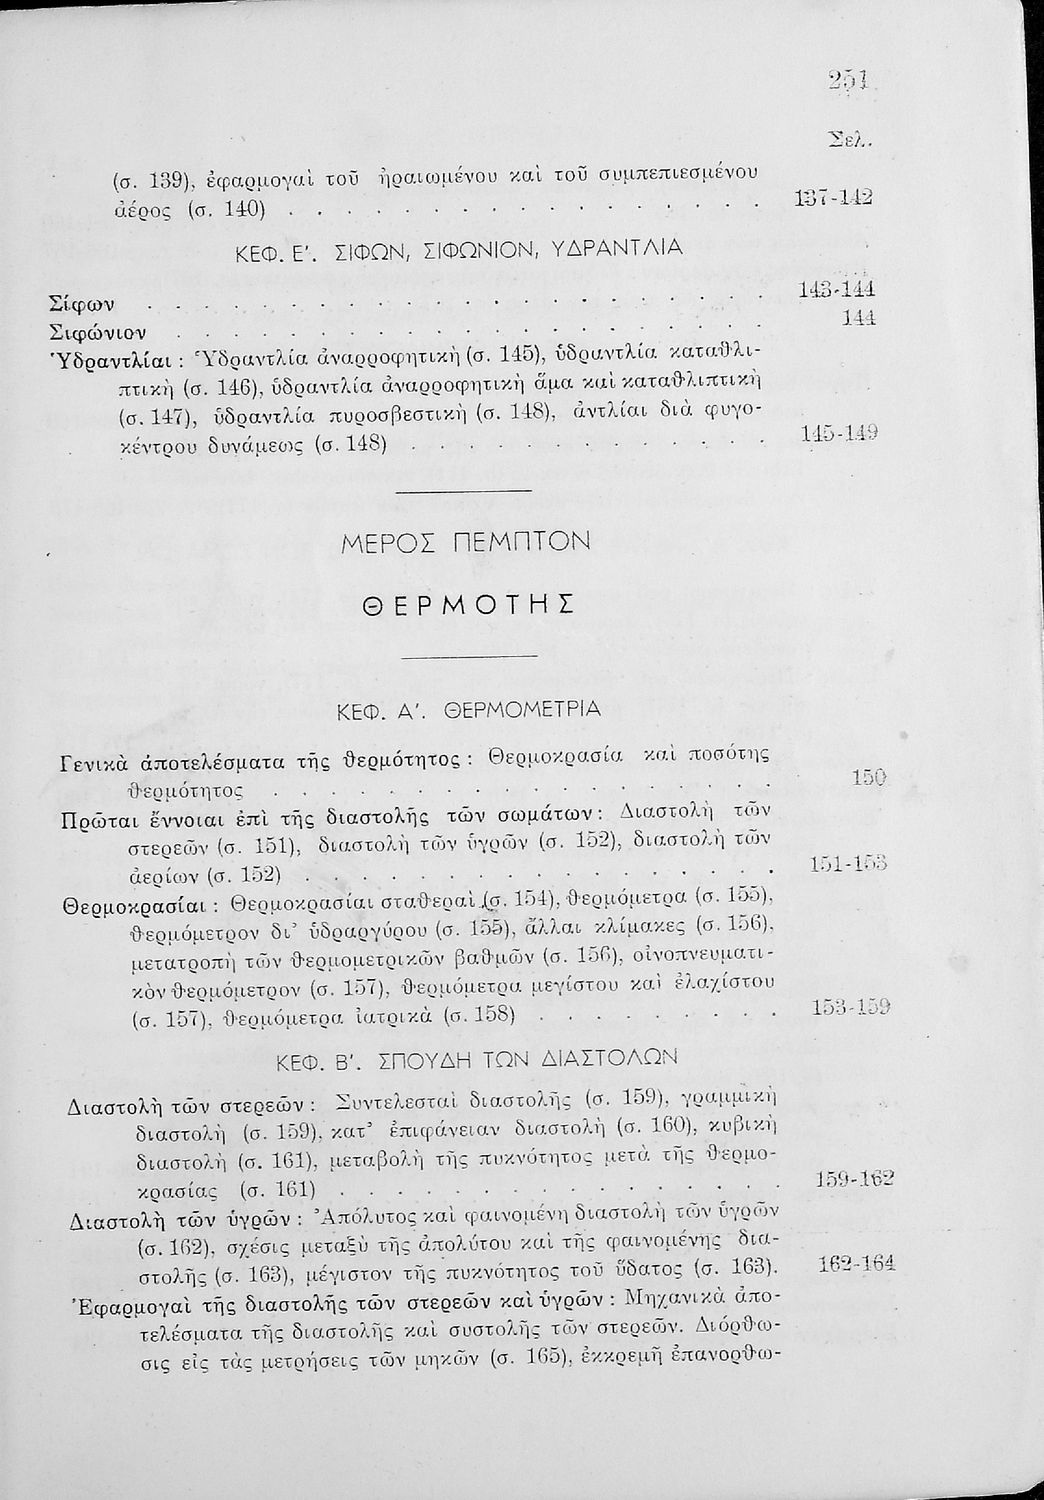 251
Σελ.
(σ. 139), ἐφαρμογαὶ τοῦ ἠραιωμένου καὶ τοῦ συμπεπιεσμένου
ἀέρος (σ. 140) . . . . . . . . . . . . . . . . . 137-142
ΚΕΦ. Ε'. ΣΙΦΩΝ, ΣΙΦΩΝΙΟΝ, ΥΔΡΑΝΤΛΙΑ
Σίφων . . . . . . . . . . . . . . . . . . . . . . 143-144
Σιφώνιον . . . . . . . . . . . . . . . . . . . . 144
Ὑδραντλίαι : Ὑδραντλία ἀναρροφητικὴ (σ. 145), ὑδραντλία καταθλι-
πτικὴ (σ. 146), ὑδραντλία ἀναρροφητικὴ ἅμα καὶ καταθλιπτικὴ
(σ. 147), ὑδραντλία πυροσβεστικὴ (σ. 148), ἀντλίαι διὰ φυγο-
κέντρου δυνάμεως (σ. 148) . . . . . . . . . . . . . 145-149
ΜΕΡΟΣ ΠΕΜΠΤΟΝ
ΘΕΡΜΟΤΗΣ
ΚΕΦ. Α'. ΘΕΡΜΟΜΕΤΡΙΑ
Γενικὰ ἀποτελέσματα τῆς θερμότητος : Θερμοκρασία καὶ ποσότης
θερμότητος . . . . . . . . . . . . . . . . . . 150
Πρῶται ἔννοιαι ἐπὶ τῆς διαστολῆς τῶν σωμάτων : Διαστολὴ τῶν
στερεῶν (σ. 151), διαστολὴ τῶν ὑγρῶν (σ. 152), διαστολὴ τῶν
ἀερίων (σ. 152) . . . . . . . . . . . . . . . . . 151-153
Θερμοκρασίαι : Θερμοκρασίαι σταθεραὶ (σ. 154), θερμόμετρα (σ. 155),
θερμόμετρον δι' ὑδραργύρου (σ. 155), ἄλλαι κλίμακες (σ. 156),
μετατροπὴ τῶν θερμομετρικῶν βαθμῶν (σ. 156), οἰνοπνευματι-
κὸν θερμόμετρον (σ. 157), θερμόμετρα μεγίστου καὶ ἐλαχίστου
(σ. 157), θερμόμετρα ἰατρικὰ (σ. 158) . . . . . . . . . 153-159
ΚΕΦ. Β'. ΣΠΟΥΔΗ ΤΩΝ ΔΙΑΣΤΟΛΩΝ
Διαστολὴ τῶν στερεῶν : Συντελεσταὶ διαστολῆς (σ. 159), γραμμικὴ
διαστολὴ (σ. 159), κατ' ἐπιφάνειαν διαστολὴ (σ. 160), κυβικὴ
διαστολὴ (σ. 161), μεταβολὴ τῆς πυκνότητος μετὰ τῆς θερμο-
κρασίας (σ. 161) . . . . . . . . . . . . . . . . 159-162
Διαστολὴ τῶν ὑγρῶν : Ἀπόλυτος καὶ φαινομένη διαστολὴ τῶν ὑγρῶν
(σ. 162), σχέσις μεταξὺ τῆς ἀπολύτου καὶ τῆς φαινομένης δια-
στολῆς (σ. 163), μέγιστον τῆς πυκνότητος τοῦ ὕδατος (σ. 163). 162-164
Ἐφαρμογαὶ τῆς διαστολῆς τῶν στερεῶν καὶ ὑγρῶν : Μηχανικὰ ἀπο-
τελέσματα τῆς διαστολῆς καὶ συστολῆς τῶν στερεῶν. Διόρθω-
σις εἰς τὰς μετρήσεις τῶν μηκῶν (σ. 165), ἐκκρεμῆ ἐπανορθω-